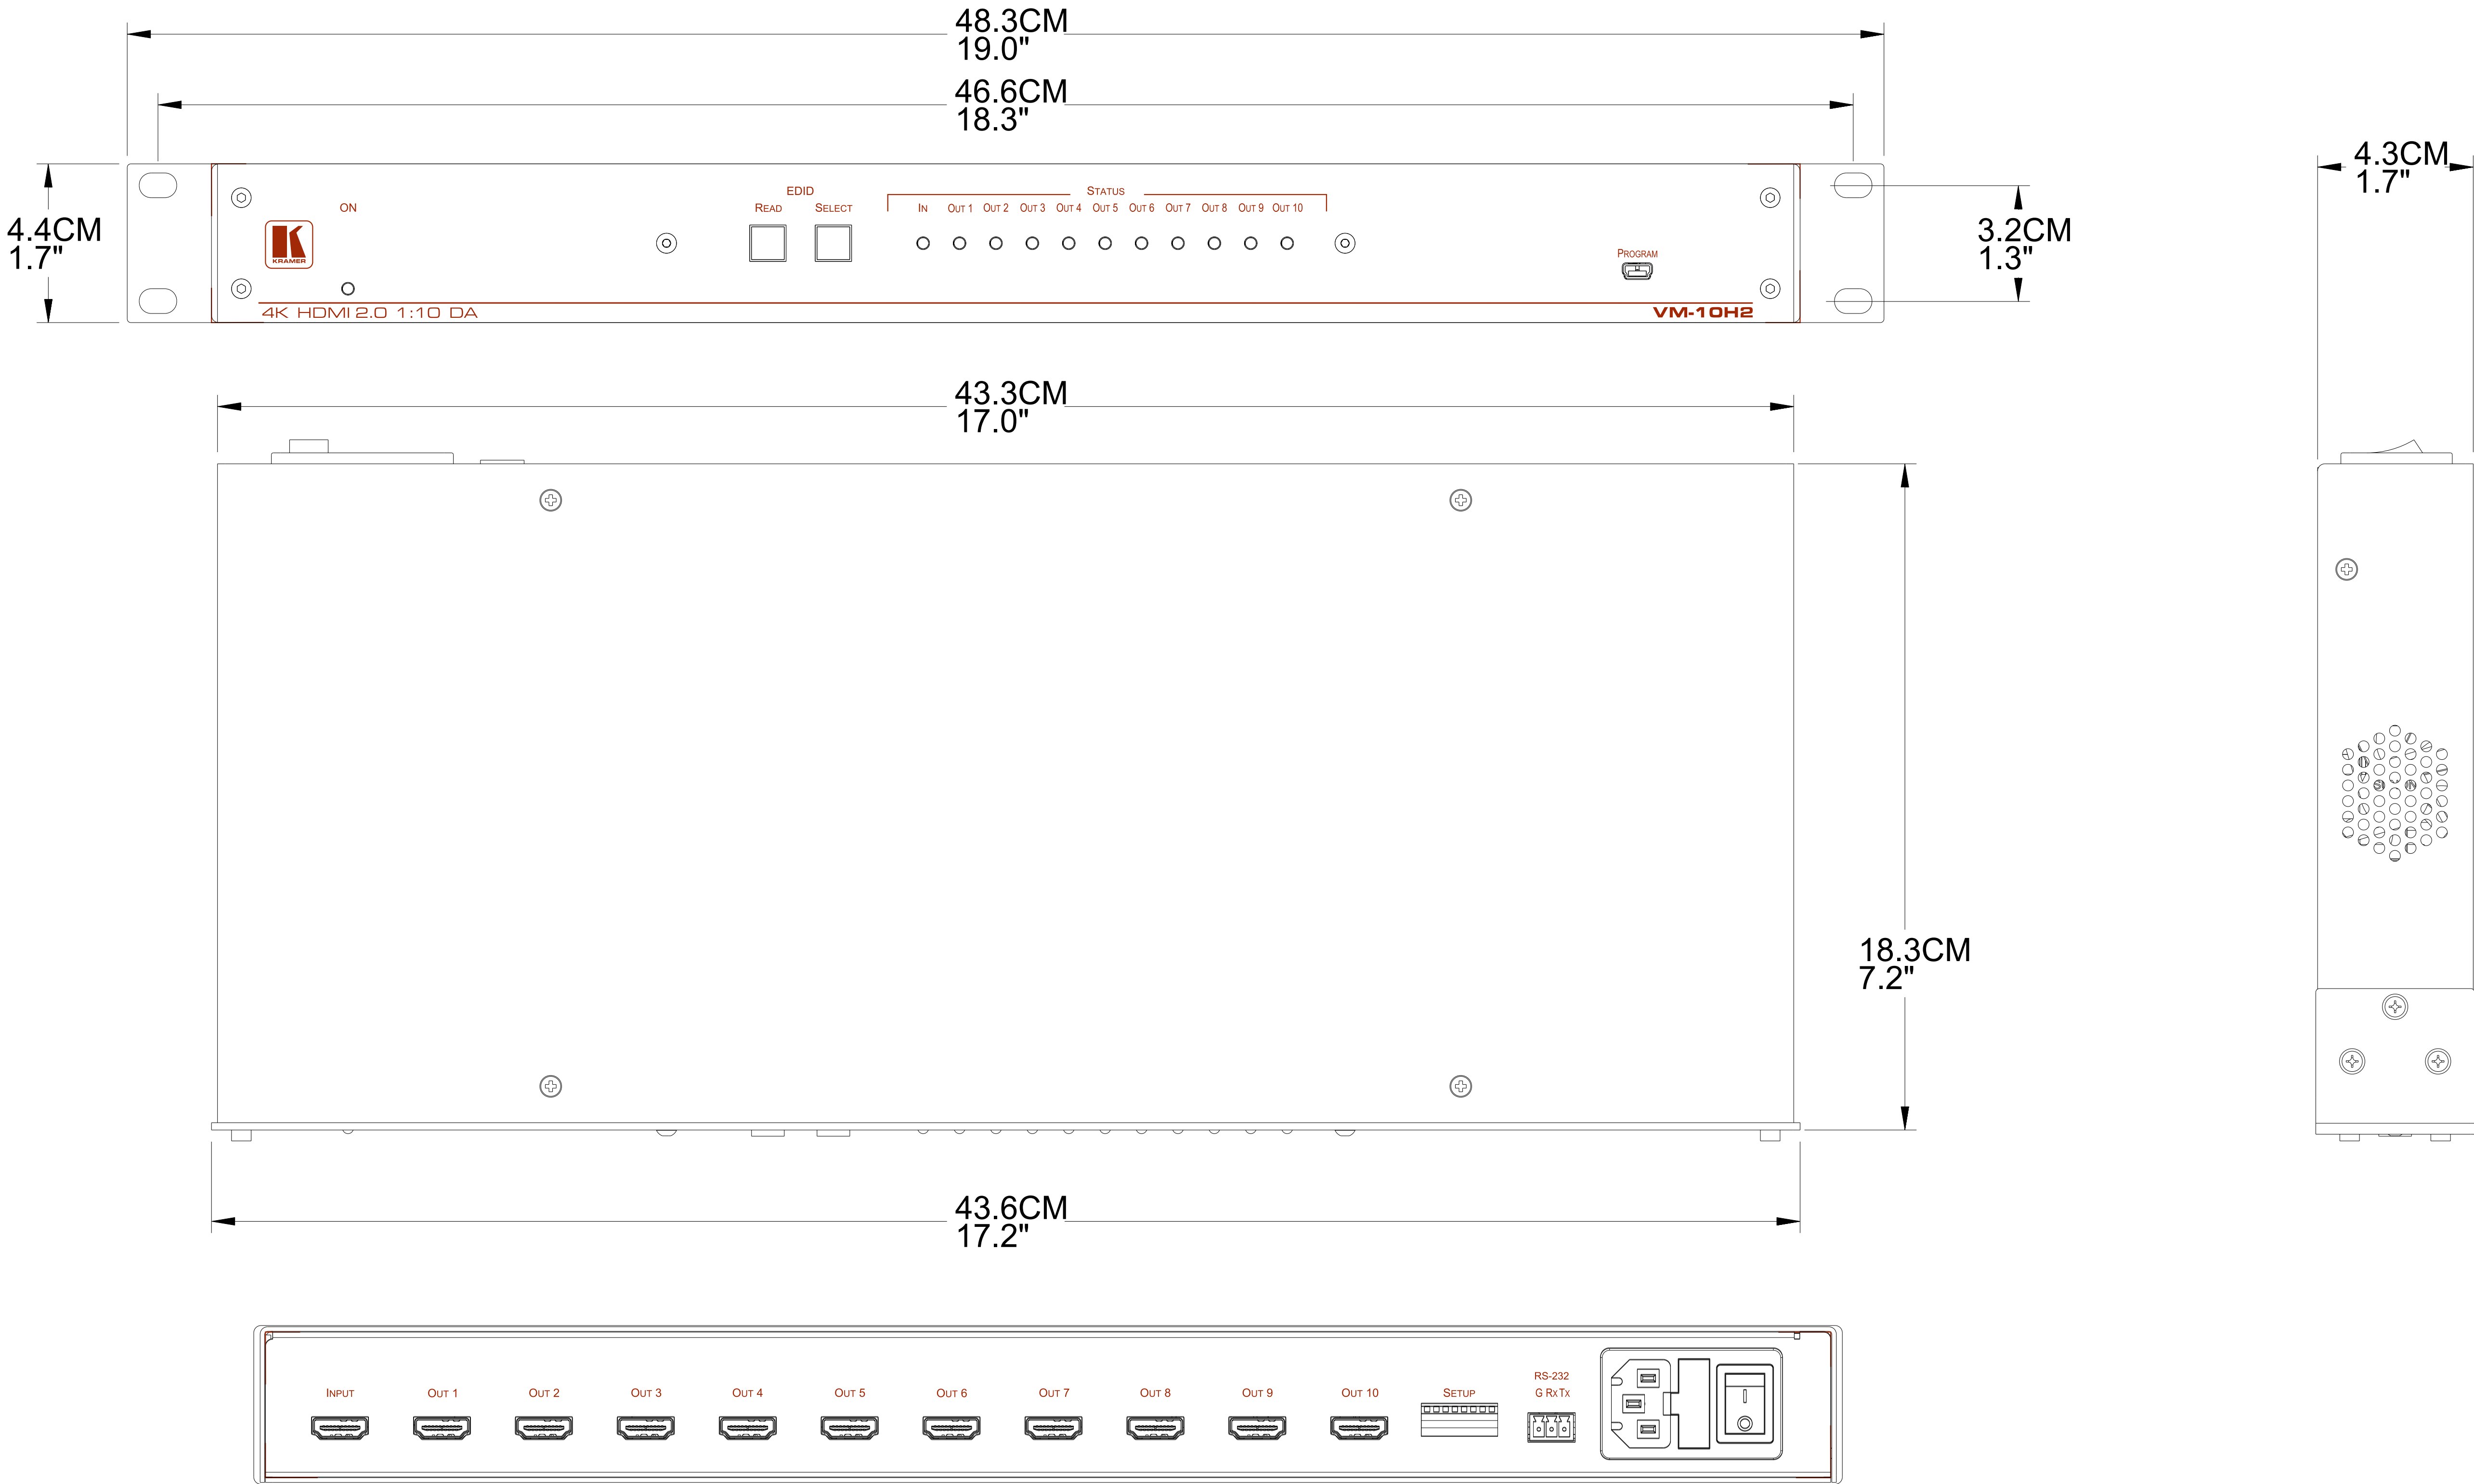 48.3CM
19.0"
46.6CM
18.3"
4.3CM
1.7"
4.4CM
1.7"
3.2CM
1.3"
ON
EDID
READ SELECT
STATUS
IN OUT 1 OUT 2 OUT 3 OUT 4 OUT 5 OUT 6 OUT 7 OUT 8 OUT 9 OUT 10
K
KRAMER
PROGRAM
4K HDMI 2.0 1:10 DA
VM-10H2
43.3CM
17.0"
18.3CM
7.2"
43.6CM
17.2"
INPUT OUT 1 OUT 2 OUT 3 OUT 4 OUT 5 OUT 6 OUT 7 OUT 8 OUT 9 OUT 10 SETUP
RS-232
G RX TX